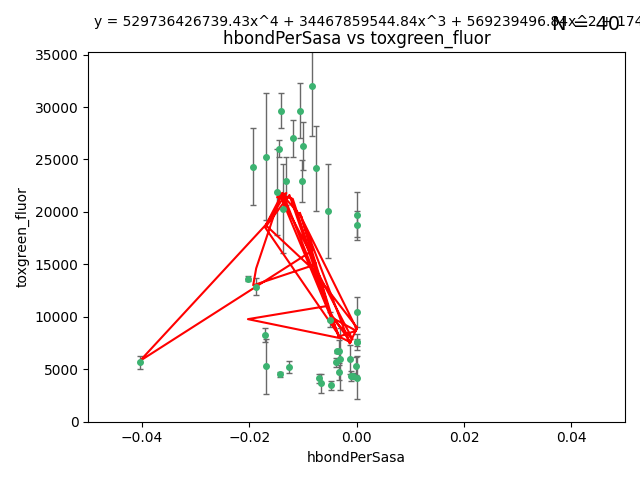 y = 529736426739.43x^4 + 34467859544.84x^3 + 569239496.84x^2 + 174
N = 40
hbondPerSasa vs toxgreen_fluor
35000
30000
25000
20000
15000
10000
5000
0
toxgreen_fluor
−0.04 −0.02 0.00 0.02 0.04
hbondPerSasa